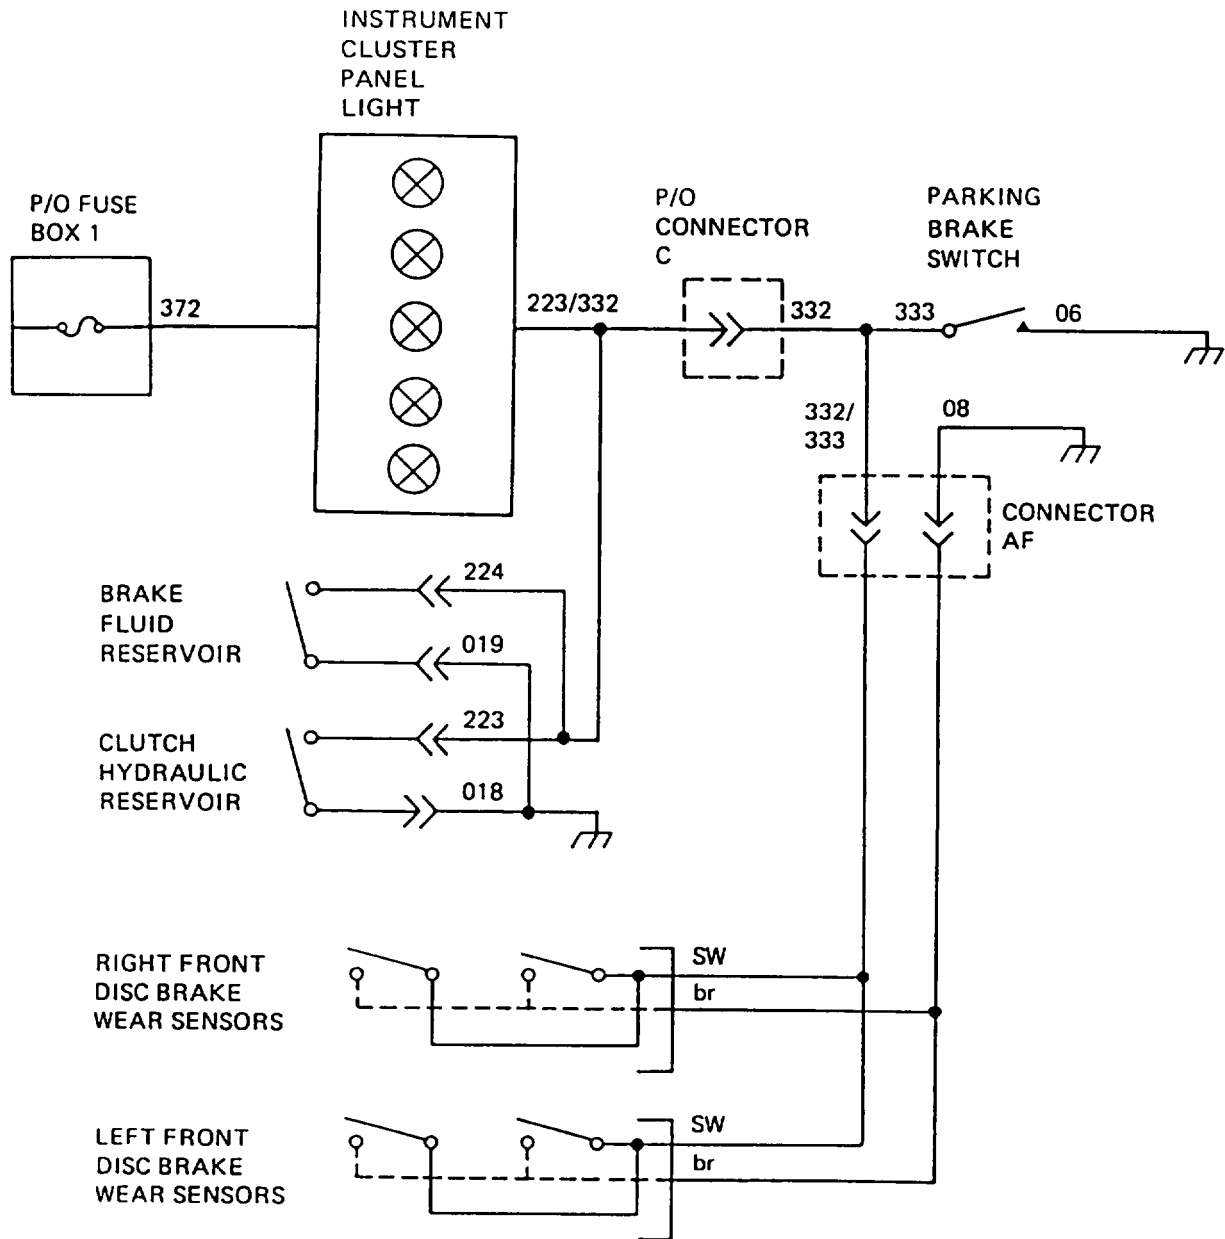 INSTRUMENT
CLUSTER
PANEL
LIGHT
P/O FUSE
BOX 1
372
223/332
P/O
CONNECTOR
C
332
PARKING
BRAKE
SWITCH
333
06
332/
333
08
CONNECTOR
AF
BRAKE
FLUID
RESERVOIR
224
019
CLUTCH
HYDRAULIC
RESERVOIR
223
018
RIGHT FRONT
DISC BRAKE
WEAR SENSORS
SW
br
LEFT FRONT
DISC BRAKE
WEAR SENSORS
SW
br